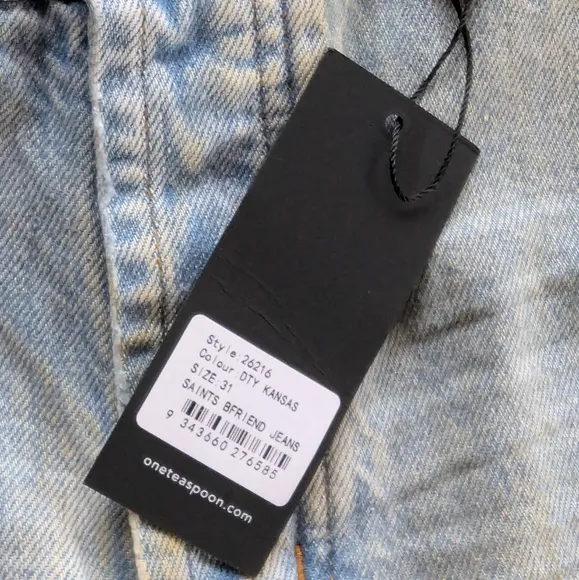 Style:26216
Colour:DTY KANSAS
SIZE:31
SAINTS BFRIEND JEANS
9 343660 276585
oneteaspoon.com